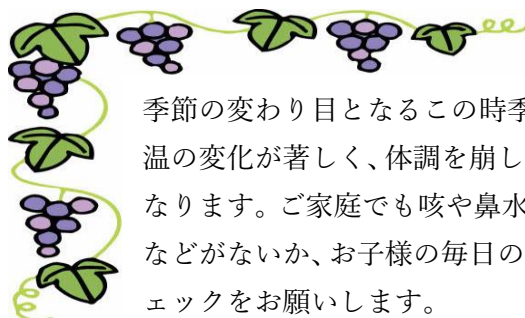 季節の変わり目となるこの時季
温の変化が著しく、体調を崩し
なります。ご家庭でも咳や鼻水
などがないか、お子様の毎日の
ェックをお願いします。